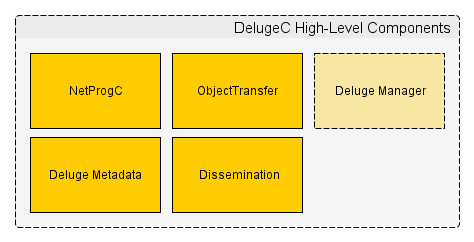 DelugeC High-Level Components
NetProgC
ObjectTransfer
Deluge Manager
Deluge Metadata
Dissemination